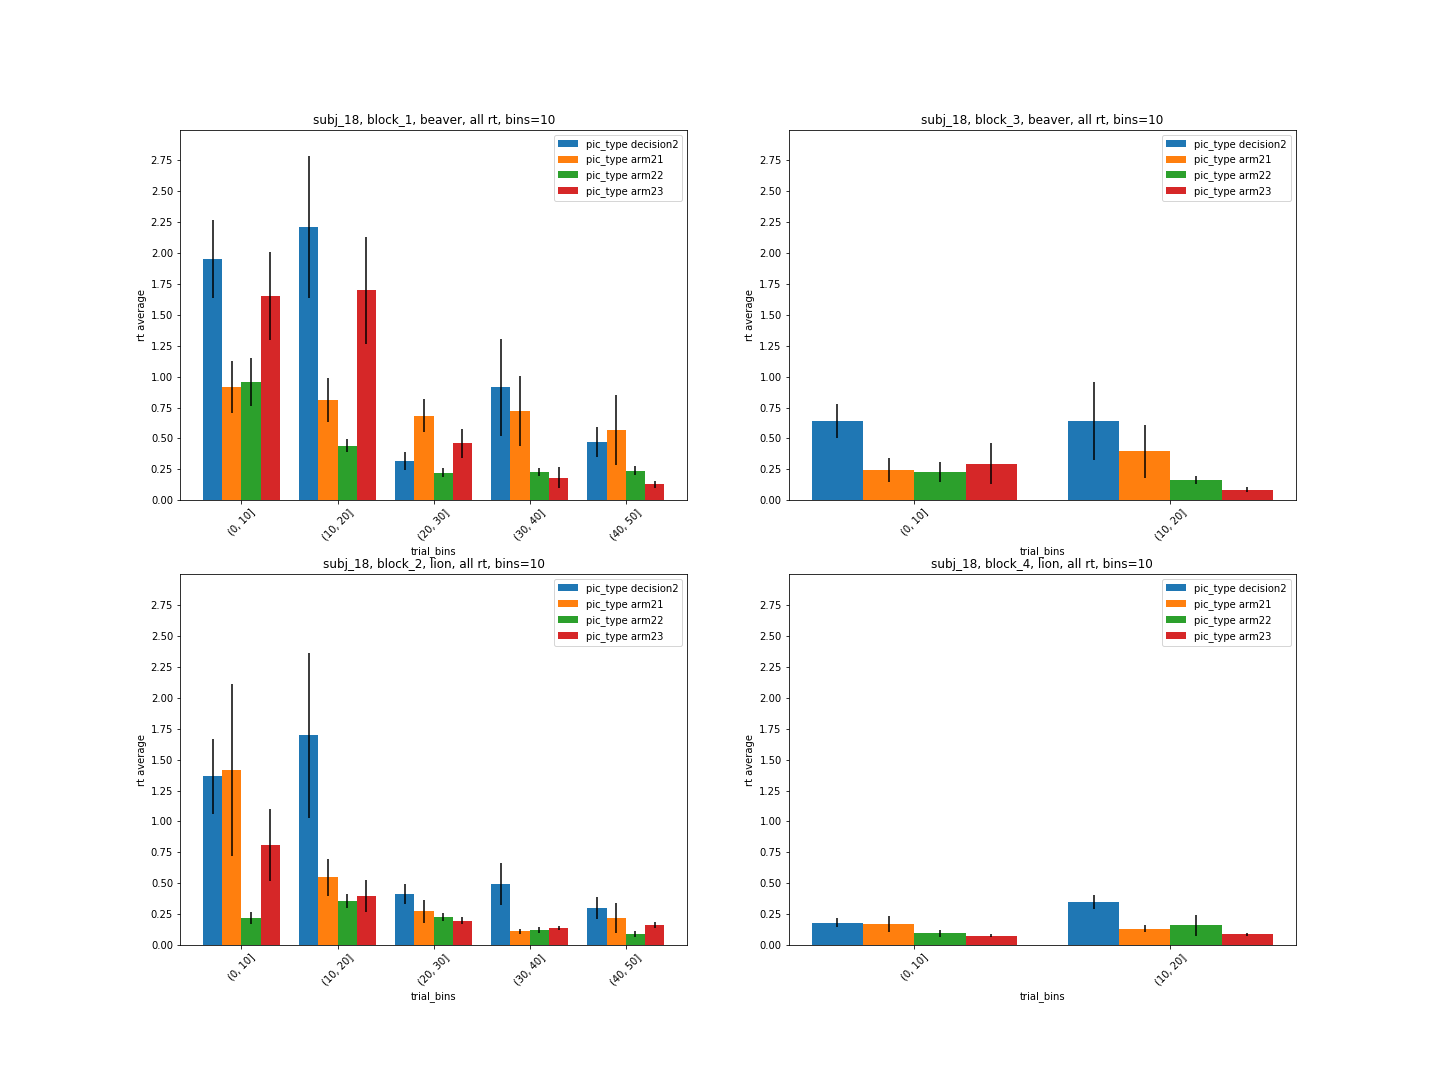 subj_18, block_1, beaver, all rt, bins=10
pic_type decision2
pic_type arm21
pic_type arm22
pic_type arm23
2.75
2.50
2.25
2.00
1.75
1.50
1.25
1.00
0.75
0.50
0.25
0.00
rt average
(0, 10]
(10, 20]
(20, 30]
(30, 40]
(40, 50]
trial_bins
subj_18, block_3, beaver, all rt, bins=10
pic_type decision2
pic_type arm21
pic_type arm22
pic_type arm23
2.75
2.50
2.25
2.00
1.75
1.50
1.25
1.00
0.75
0.50
0.25
0.00
rt average
(0, 10]
(10, 20]
trial_bins
subj_18, block_2, lion, all rt, bins=10
pic_type decision2
pic_type arm21
pic_type arm22
pic_type arm23
2.75
2.50
2.25
2.00
1.75
1.50
1.25
1.00
0.75
0.50
0.25
0.00
rt average
(0, 10]
(10, 20]
(20, 30]
(30, 40]
(40, 50]
trial_bins
subj_18, block_4, lion, all rt, bins=10
pic_type decision2
pic_type arm21
pic_type arm22
pic_type arm23
2.75
2.50
2.25
2.00
1.75
1.50
1.25
1.00
0.75
0.50
0.25
0.00
rt average
(0, 10]
(10, 20]
trial_bins